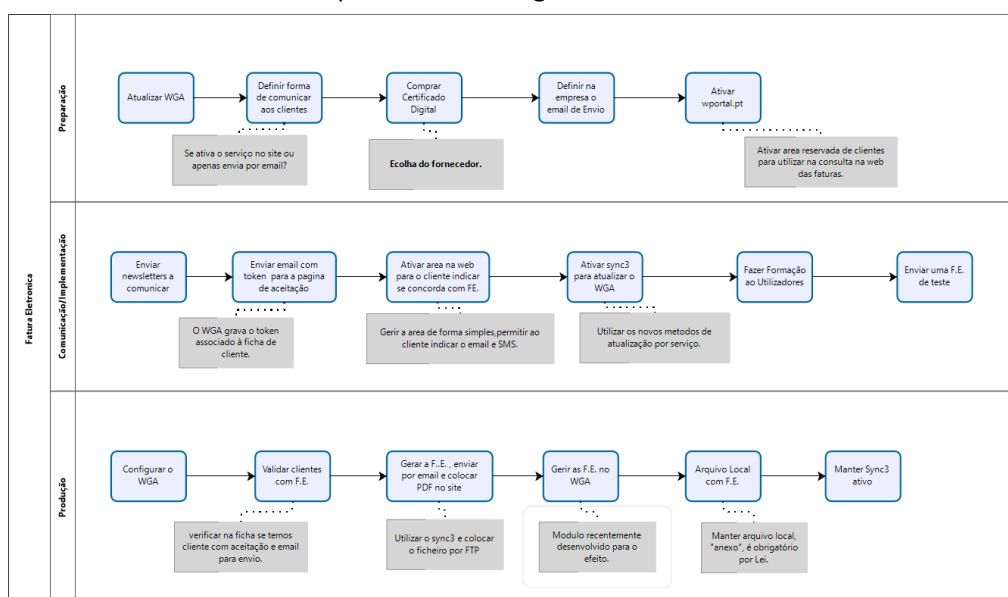 Fatura Eletronica
Preparação
Atualizar WGA
Definir forma
de comunicar
aos clientes
Comprar
Certificado
Digital
Definir na
empresa o
email de Envio
Ativar
wportal.pt
Se ativa o serviço no site ou
apenas envia por email?
Ecolha do fornecedor.
Ativar area reservada de clientes
para utilizar na consulta na web
das faturas.
Comunicação/Implementação
Enviar
newsletters a
comunicar
Enviar email com
token para a pagina
de aceitação
Ativar area na web
para o cliente indicar
se concorda com FE.
Ativar sync3
para atualizar o
WGA
Fazer Formação
ao Utilizadores
Enviar uma F.E.
de teste
O WGA grava o token
associado à ficha de
cliente.
Gerir a area de forma simples,permitir ao
cliente indicar o email e SMS.
Utilizar os novos metodos de
atualização por serviço.
Produção
Configurar o
WGA
Validar clientes
com F.E.
Gerar a F..E. , enviar
por email e colocar
PDF no site
Gerir as F.E. no
WGA
Arquivo Local
com F.E.
Manter Sync3
ativo
verificar na ficha se temos
cliente com aceitação e email
para envio.
Utilizar o sync3 e colocar
o ficheiro por FTP
Modulo recentemente
desenvolvido para o
efeito.
Manter arquivo local,
"anexo", é obrigatório
por Lei.